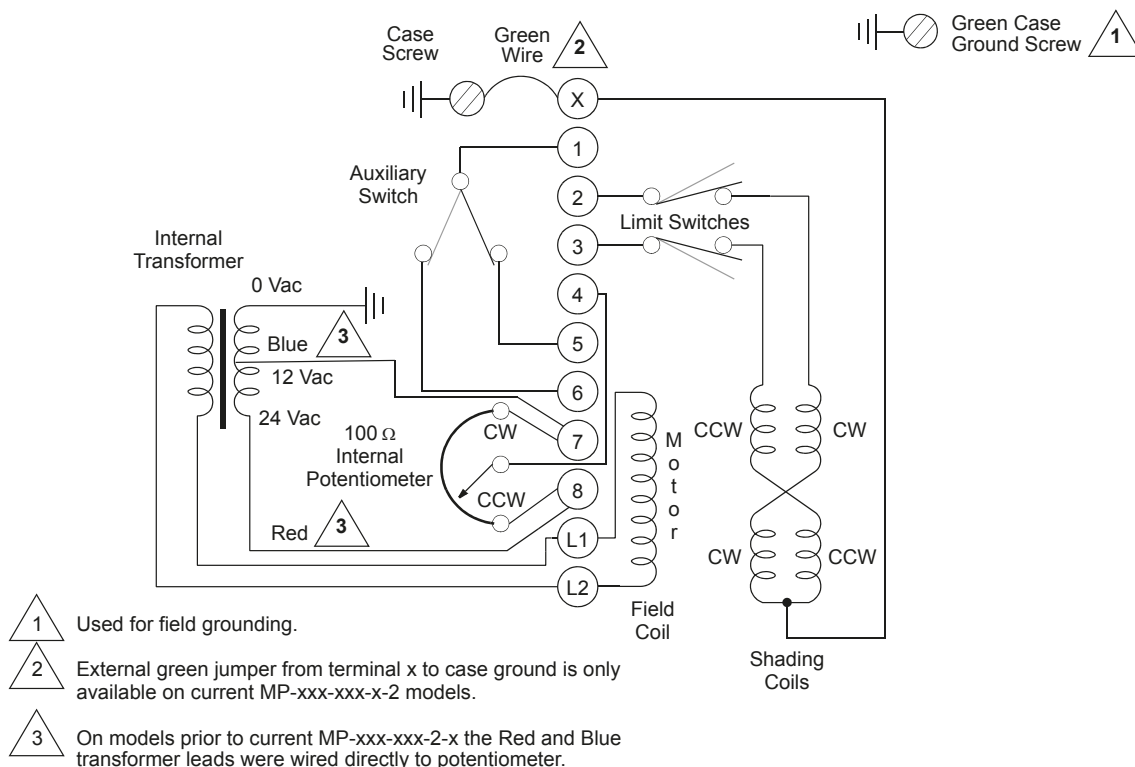 Case
Screw
Green
Wire
2
Green Case
Ground Screw
1
X
1
Auxiliary
Switch
2
Limit Switches
3
Internal
Transformer
0 Vac
4
Blue
3
5
12 Vac
6
24 Vac
100 Ω
Internal
Potentiometer
CW
7
CCW
8
Red
3
L1
L2
Motor
Field
Coil
CCW
CW
CW
CCW
Shading
Coils
1 Used for field grounding.
2 External green jumper from terminal x to case ground is only
available on current MP-xxx-xxx-x-2 models.
3 On models prior to current MP-xxx-xxx-2-x the Red and Blue
transformer leads were wired directly to potentiometer.